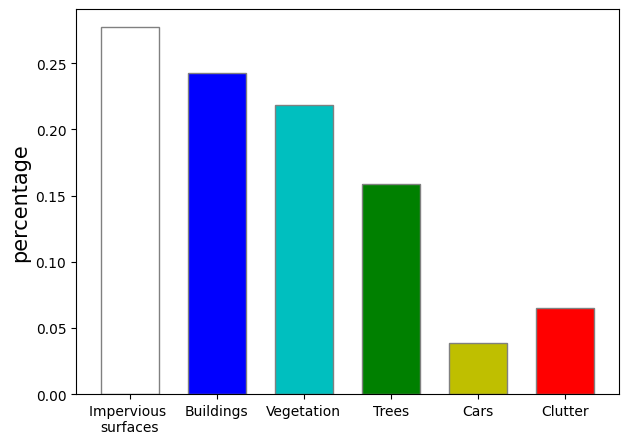 percentage
0.25
0.20
0.15
0.10
0.05
0.00
Impervious
surfaces
Buildings
Vegetation
Trees
Cars
Clutter